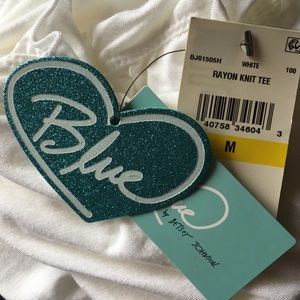 BJ01505H WHITE 100
RAYON KNIT TEE
40758 34604 3
M
Blue
by BETSEY JOHNSON